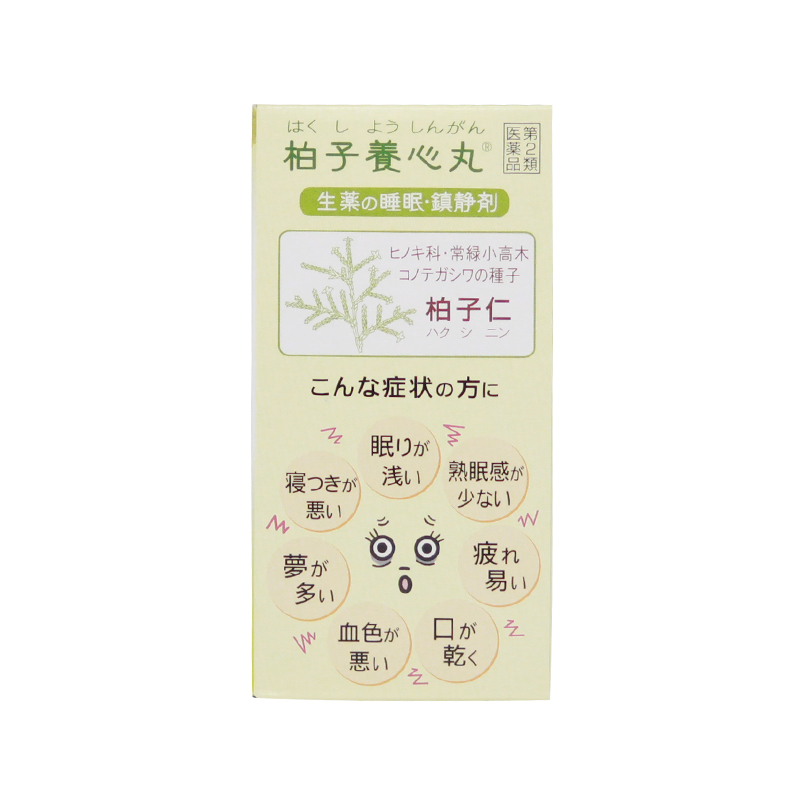 はくしようしんがん
柏子養心丸®
第2類
医薬品
生薬の睡眠・鎮静剤
ヒノキ科・常緑小高木
コノテガシワの種子
柏子仁
ハクシニン
こんな症状の方に
眠りが
浅い
熟眠感が
少ない
寝つきが
悪い
疲れ
易い
夢が
多い
口が
乾く
血色が
悪い